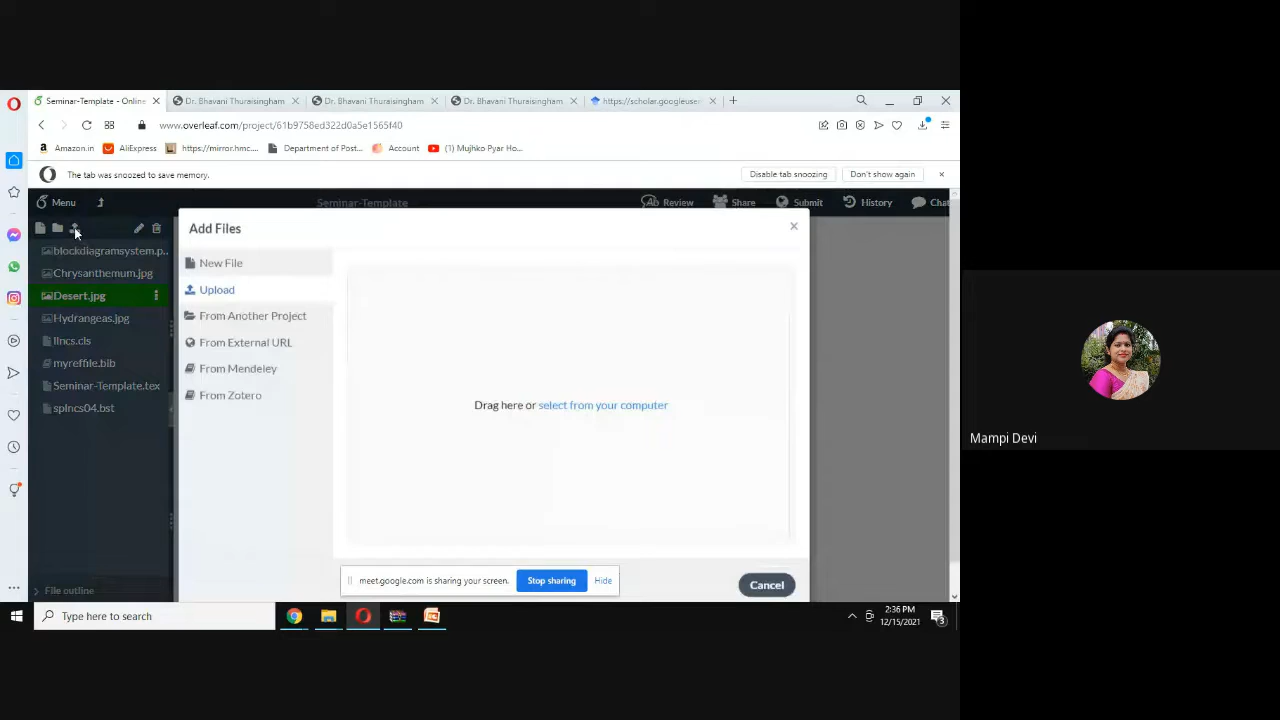 Seminar-Template - Online
Dr. Bhavani Thuraisingham
Dr. Bhavani Thuraisingham
Dr. Bhavani Thuraisingham
https://scholar.googleuser
www.overleaf.com/project/61b9758ed322d0a5e1565f40
Amazon.in
AliExpress
https://mirror.hmc....
Department of Post...
Account
(1) Mujhko Pyar Ho...
The tab was snoozed to save memory.
Disable tab snoozing
Don't show again
Menu
Seminar-Template
Review
Share
Submit
History
Chat
Add Files
blockdiagramsystem.p...
Chrysanthemum.jpg
Desert.jpg
Hydrangeas.jpg
llncs.cls
myreffile.bib
Seminar-Template.tex
splncs04.bst
New File
Upload
From Another Project
From External URL
From Mendeley
From Zotero
Drag here or select from your computer
Mampi Devi
meet.google.com is sharing your screen.
Stop sharing
Hide
Cancel
File outline
Type here to search
2:36 PM
12/15/2021
3